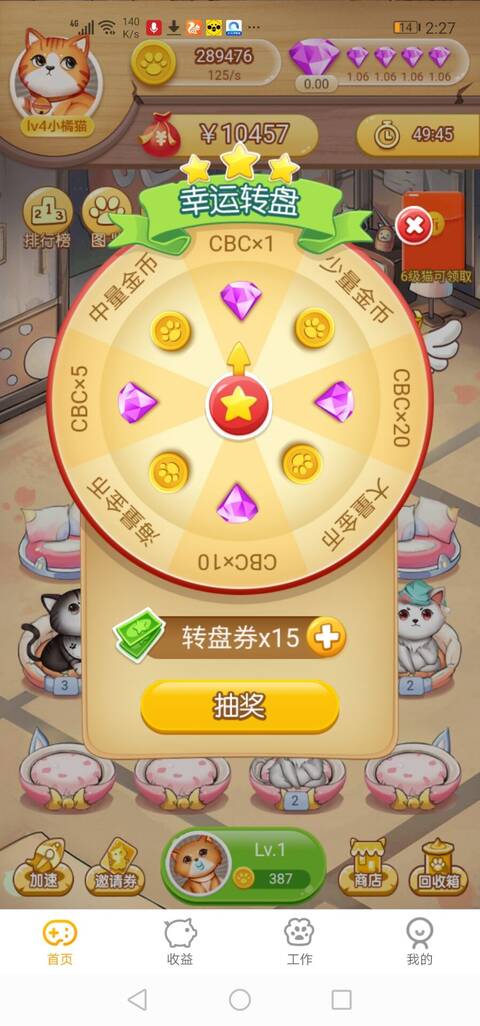 4G
140
K/s
14
2:27
289476
125/s
0.00
1.06
1.06
1.06
1.06
lv4小橘猫
￥10457
49:45
幸运转盘
排行榜
6级猫可领取
CBC×1
少量金币
CBC×20
大量金币
CBC×10
海量金币
CBC×5
中量金币
转盘券x15
抽奖
3
2
2
加速
邀请券
Lv.1
387
商店
回收箱
首页
收益
工作
我的